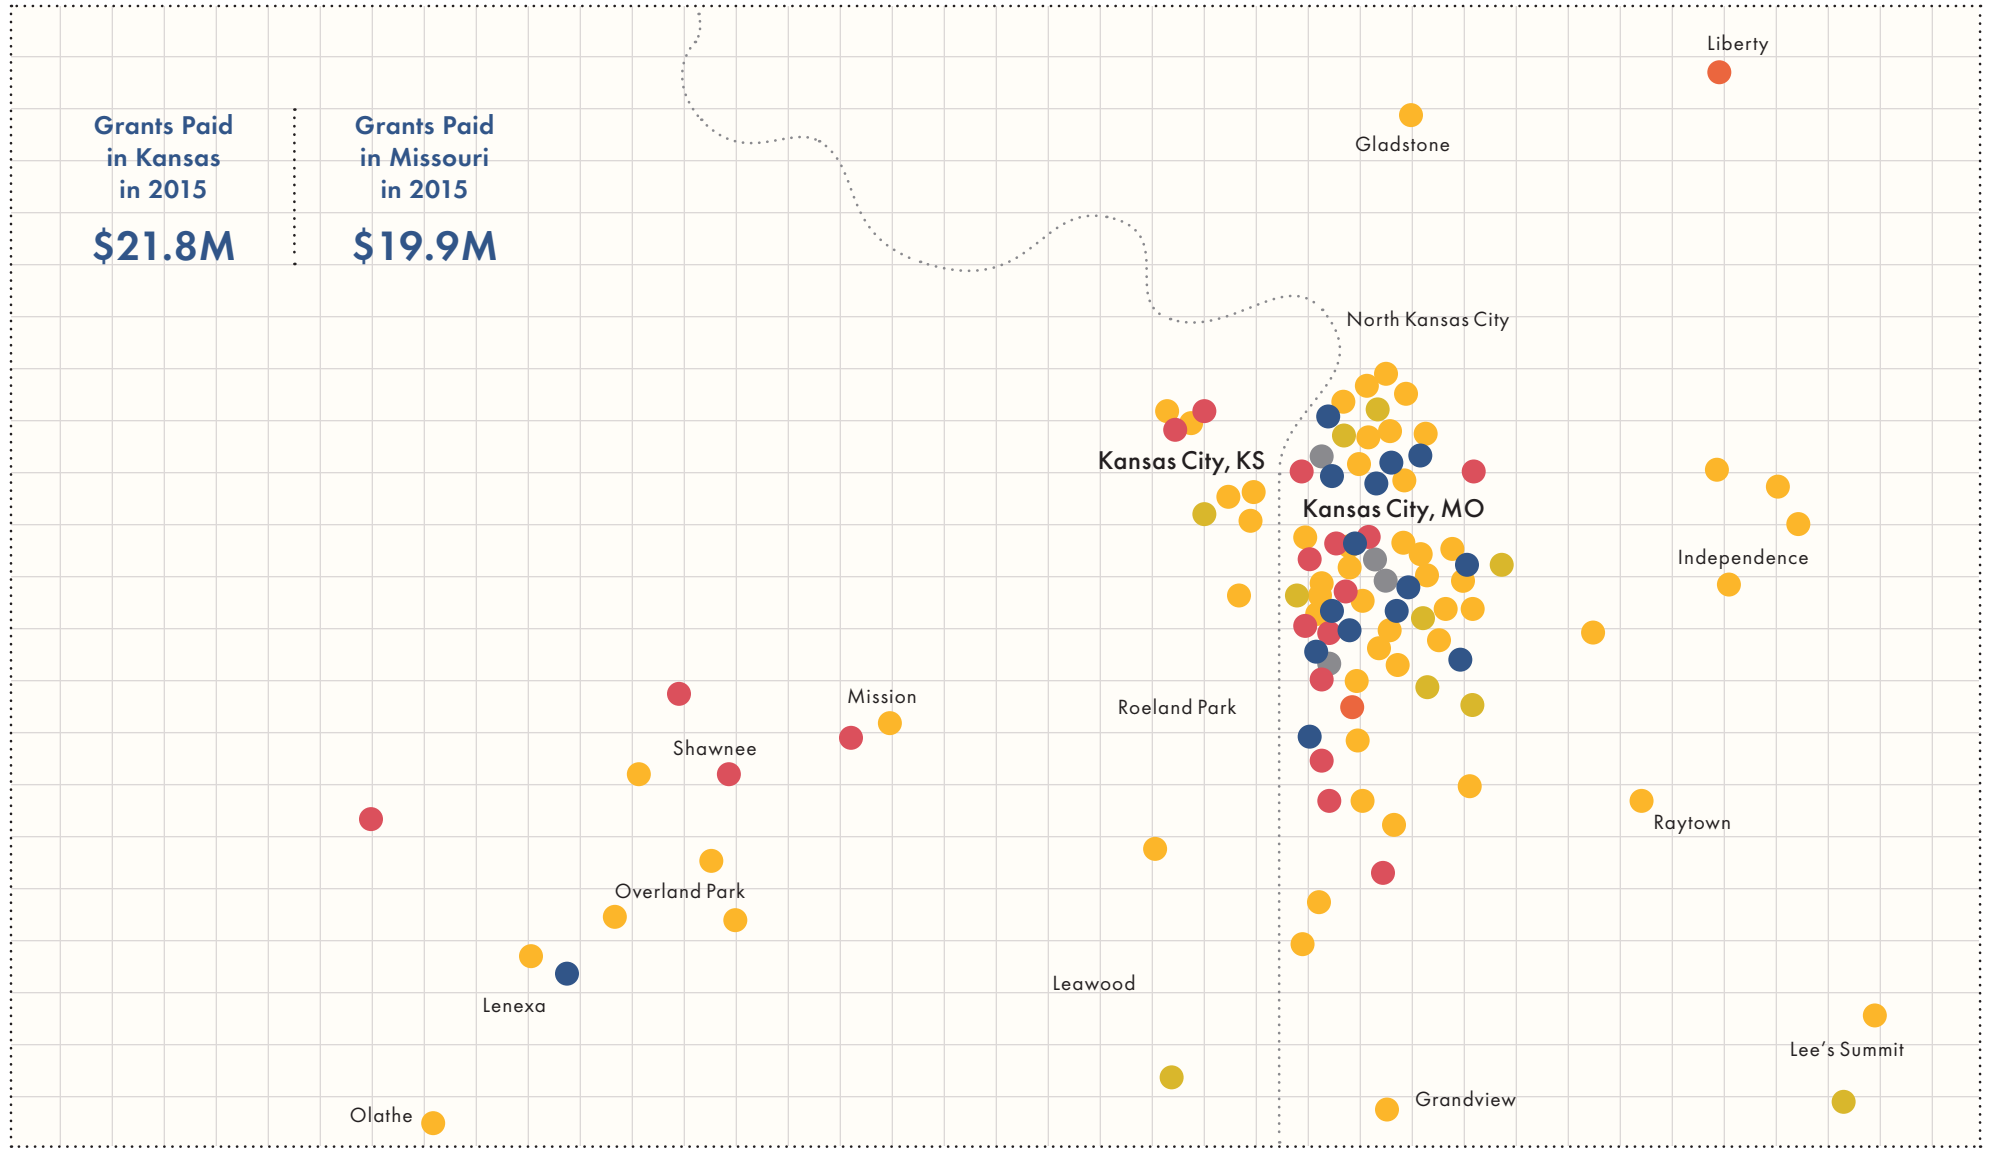 Grants Paid
in Kansas
in 2015
$21.8M
Grants Paid
in Missouri
in 2015
$19.9M
Liberty
Gladstone
North Kansas City
Kansas City, KS
Kansas City, MO
Independence
Mission
Roeland Park
Shawnee
Raytown
Overland Park
Leawood
Lenexa
Lee’s Summit
Grandview
Olathe